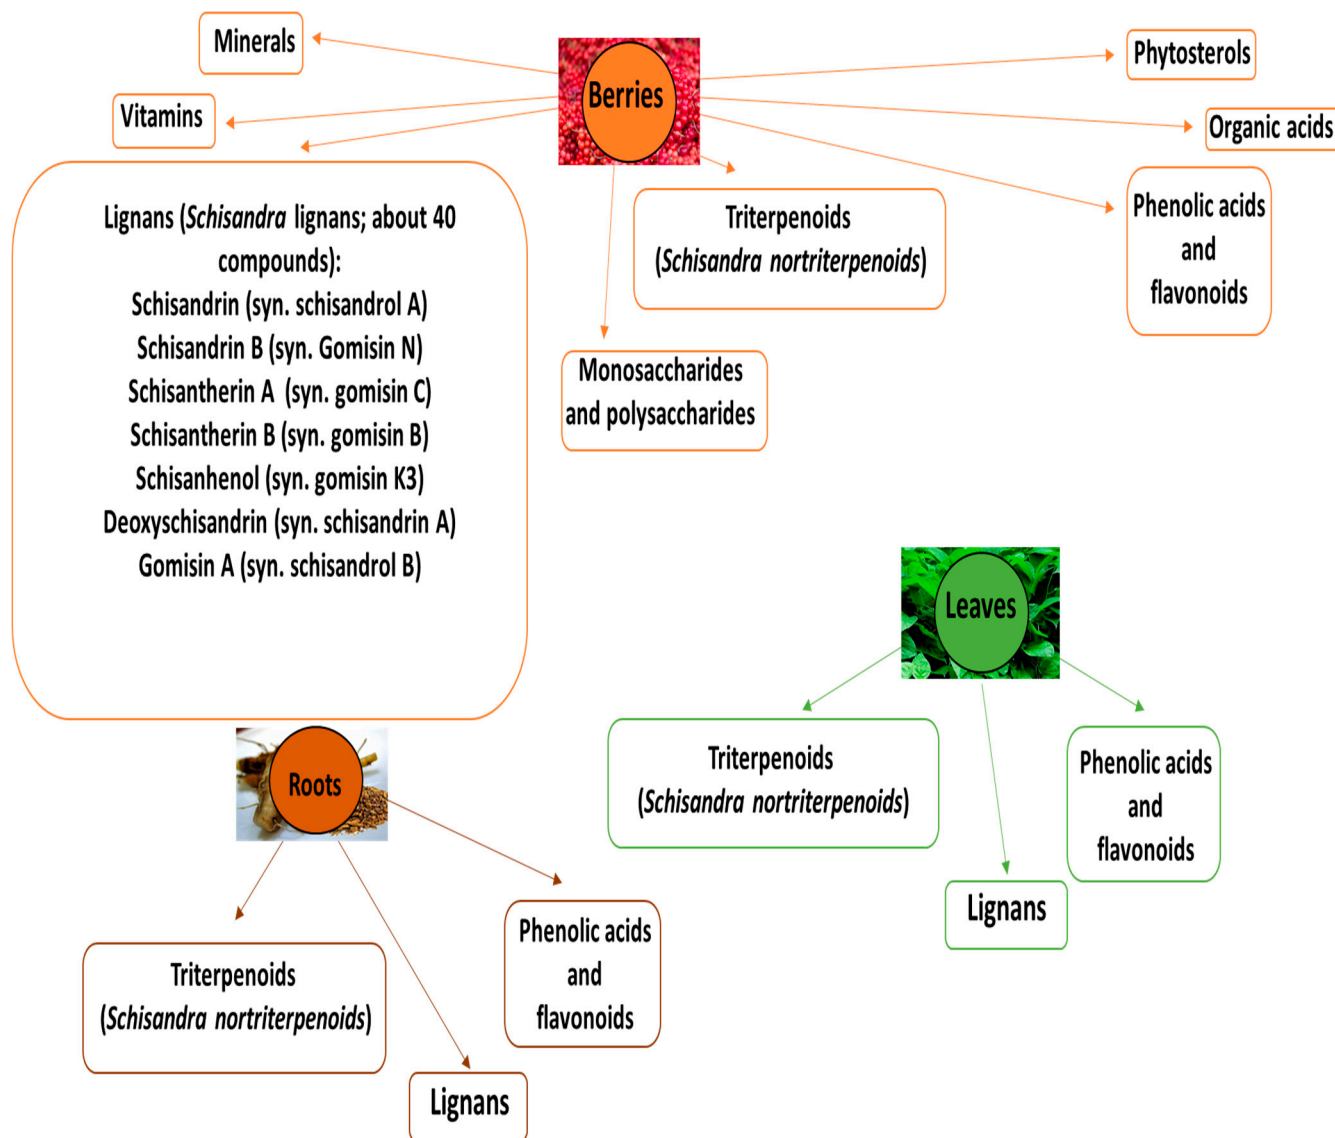 Berries
Minerals
Vitamins
Lignans (Schisandra lignans; about 40
compounds):
Schisandrin (syn. schisandrol A)
Schisandrin B (syn. Gomisin N)
Schisantherin A (syn. gomisin C)
Schisantherin B (syn. gomisin B)
Schisanhenol (syn. gomisin K3)
Deoxyschisandrin (syn. schisandrin A)
Gomisin A (syn. schisandrol B)
Monosaccharides
and polysaccharides
Triterpenoids
(Schisandra nortriterpenoids)
Phytosterols
Organic acids
Phenolic acids
and
flavonoids
Leaves
Triterpenoids
(Schisandra nortriterpenoids)
Lignans
Phenolic acids
and
flavonoids
Roots
Triterpenoids
(Schisandra nortriterpenoids)
Lignans
Phenolic acids
and
flavonoids